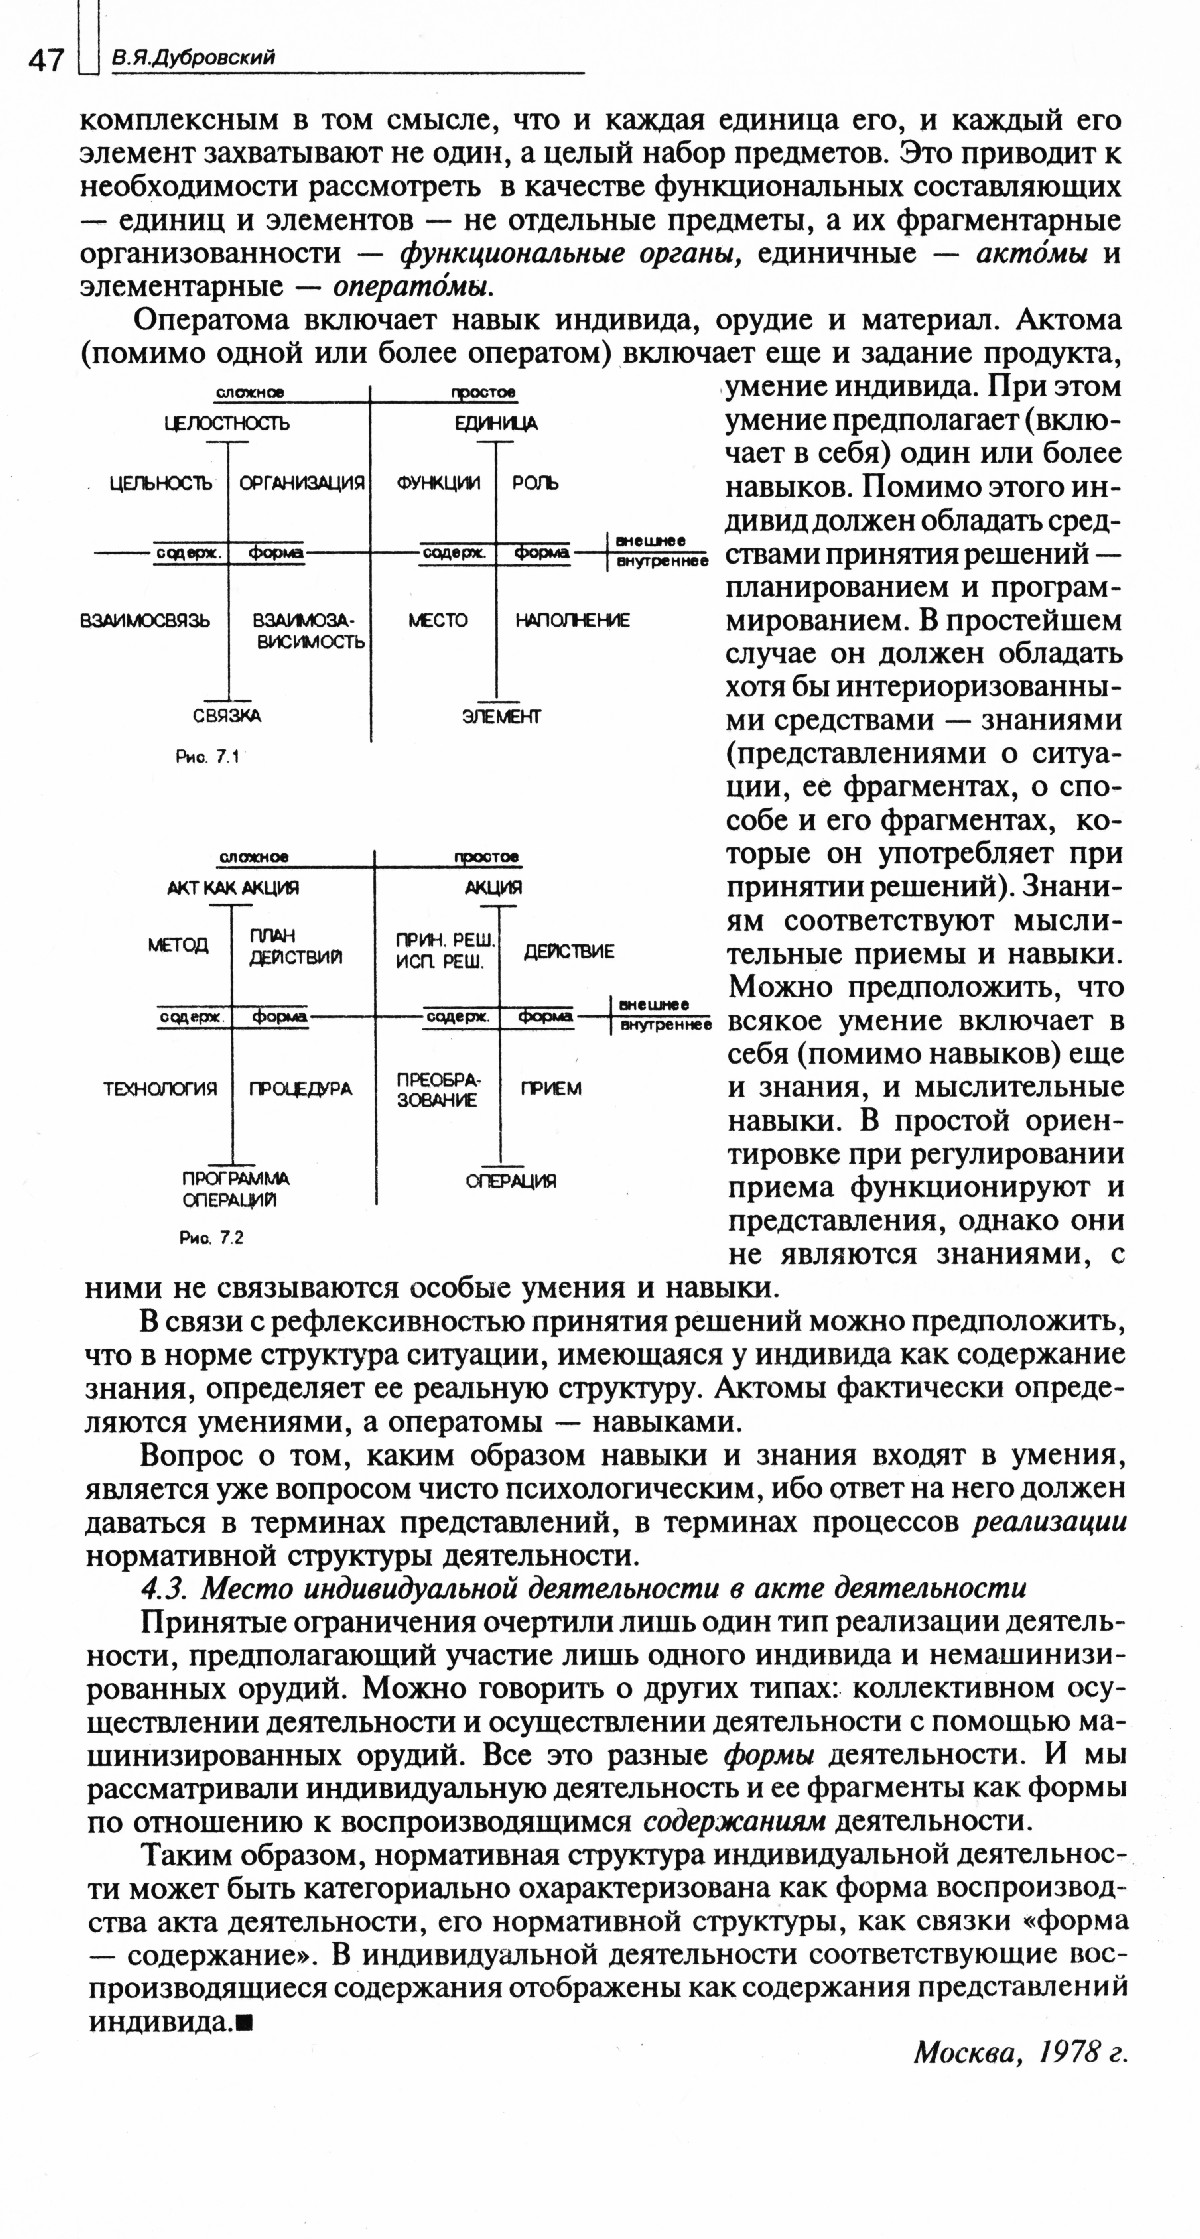 47
В.Я.Дубровский
комплексным в том смысле, что и каждая единица его, и каждый его
элемент захватывают не один, а целый набор предметов. Это приводит к
необходимости рассмотреть в качестве функциональных составляющих
— единиц и элементов — не отдельные предметы, а их фрагментарные
организованности — функциональные органы, единичные — акто́мы и
элементарные — операто́мы.
Оператома включает навык индивида, орудие и материал. Актома
(помимо одной или более оператом) включает еще и задание продукта,
умение индивида. При этом
умение предполагает (вклю-
чает в себя) один или более
навыков. Помимо этого ин-
дивид должен обладать сред-
ствами принятия решений —
планированием и програм-
мированием. В простейшем
случае он должен обладать
хотя бы интериоризованны-
ми средствами — знаниями
(представлениями о ситуа-
ции, ее фрагментах, о спо-
собе и его фрагментах, ко-
торые он употребляет при
принятии решений). Знани-
ям соответствуют мысли-
тельные приемы и навыки.
Можно предположить, что
всякое умение включает в
себя (помимо навыков) еще
и знания, и мыслительные
навыки. В простой ориен-
тировке при регулировании
приема функционируют и
представления, однако они
не являются знаниями, с
сложное простое
ЦЕЛОСТНОСТЬ ЕДИНИЦА
ЦЕЛЬНОСТЬ ОРГАНИЗАЦИЯ ФУНКЦИИ РОЛЬ
внешнее
содерж. форма содерж. форма
внутреннее
ВЗАИМОСВЯЗЬ ВЗАИМОЗА- МЕСТО НАПОЛНЕНИЕ
ВИСИМОСТЬ
СВЯЗКА ЭЛЕМЕНТ
Рис. 7.1
сложное простое
АКТ КАК АКЦИЯ АКЦИЯ
МЕТОД ПЛАН ПРИН. РЕШ. ДЕЙСТВИЕ
ДЕЙСТВИЙ ИСП. РЕШ.
внешнее
содерж. форма содерж. форма
внутреннее
ТЕХНОЛОГИЯ ПРОЦЕДУРА ПРЕОБРА- ПРИЕМ
ЗОВАНИЕ
ПРОГРАММА ОПЕРАЦИЯ
ОПЕРАЦИЙ
Рис. 7.2
ними не связываются особые умения и навыки.
В связи с рефлексивностью принятия решений можно предположить,
что в норме структура ситуации, имеющаяся у индивида как содержание
знания, определяет ее реальную структуру. Актомы фактически опреде-
ляются умениями, а оператомы — навыками.
Вопрос о том, каким образом навыки и знания входят в умения,
является уже вопросом чисто психологическим, ибо ответ на него должен
даваться в терминах представлений, в терминах процессов реализации
нормативной структуры деятельности.
4.3. Место индивидуальной деятельности в акте деятельности
Принятые ограничения очертили лишь один тип реализации деятель-
ности, предполагающий участие лишь одного индивида и немашинизи-
рованных орудий. Можно говорить о других типах: коллективном осу-
ществлении деятельности и осуществлении деятельности с помощью ма-
шинизированных орудий. Все это разные формы деятельности. И мы
рассматривали индивидуальную деятельность и ее фрагменты как формы
по отношению к воспроизводящимся содержаниям деятельности.
Таким образом, нормативная структура индивидуальной деятельнос-
ти может быть категориально охарактеризована как форма воспроизвод-
ства акта деятельности, его нормативной структуры, как связки «форма
— содержание». В индивидуальной деятельности соответствующие вос-
производящиеся содержания отображены как содержания представлений
индивида.■
Москва, 1978 г.